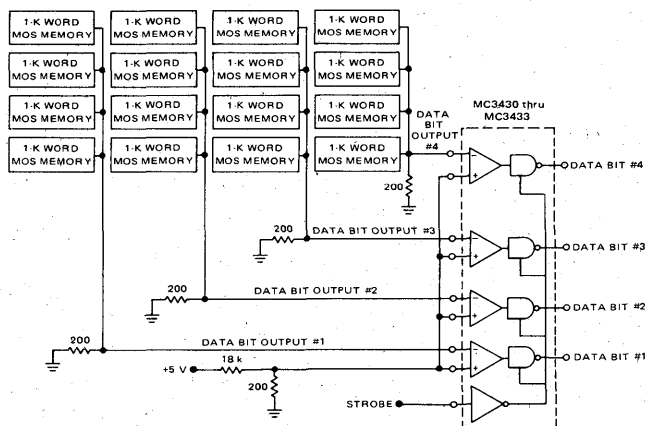 1-K WORD
MOS MEMORY
1-K WORD
MOS MEMORY
1-K WORD
MOS MEMORY
1-K WORD
MOS MEMORY
1-K WORD
MOS MEMORY
1-K WORD
MOS MEMORY
1-K WORD
MOS MEMORY
1-K WORD
MOS MEMORY
1-K WORD
MOS MEMORY
1-K WORD
MOS MEMORY
1-K WORD
MOS MEMORY
1-K WORD
MOS MEMORY
1-K WORD
MOS MEMORY
1-K WORD
MOS MEMORY
1-K WORD
MOS MEMORY
1-K WORD
MOS MEMORY
MC3430 thru
MC3433
DATA
BIT
OUTPUT
#4
DATA BIT #4
200
200
DATA BIT OUTPUT #3
DATA BIT #3
200
DATA BIT OUTPUT #2
DATA BIT #2
200
DATA BIT OUTPUT #1
DATA BIT #1
+5 V
18 k
200
STROBE
− + − + − + − +